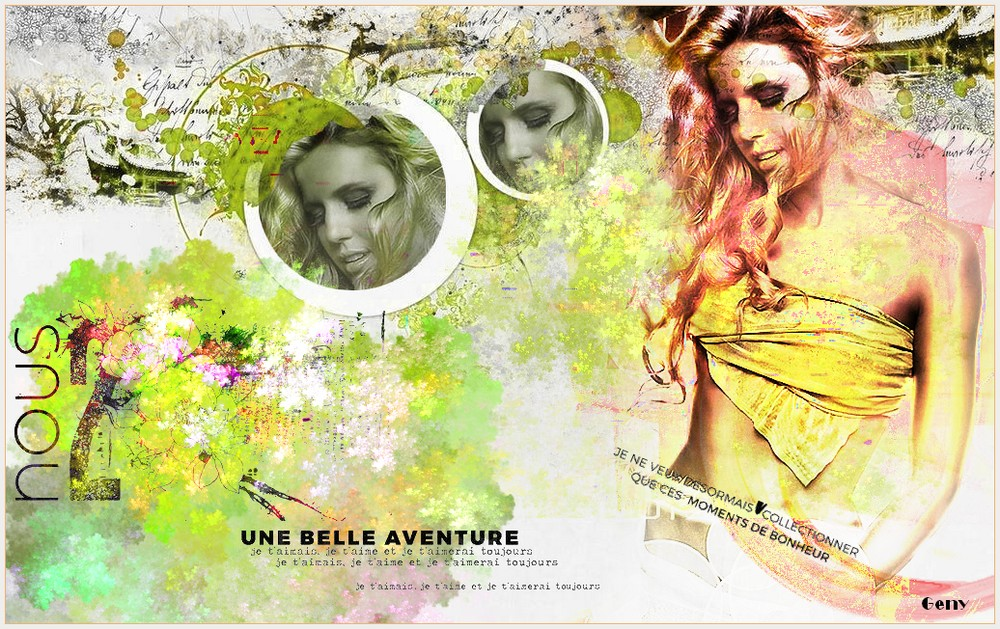 nous
2
UNE BELLE AVENTURE
je t'aimais, je t'aime et je t'aimerai toujours
je t'aimais, je t'aime et je t'aimerai toujours
je t'aimais, je t'aime et je t'aimerai toujours
JE NE VEUX DESORMAIS COLLECTIONNER
QUE CES MOMENTS DE BONHEUR
Geny